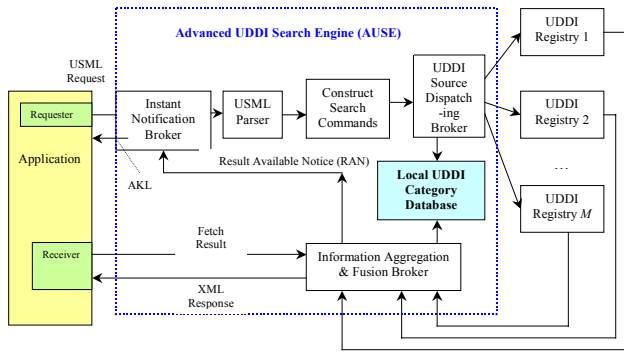 Advanced UDDI Search Engine (AUSE)
UDDI
Registry 1
USML
Request
Requester
Instant
Notification
Broker
USML
Parser
Construct
Search
Commands
UDDI
Source
Dispatch
-ing Broker
UDDI
Registry 2
Application
AKL
Result Available Notice (RAN)
Local UDDI
Category
Database
…
UDDI
Registry M
Receiver
Fetch
Result
Information Aggregation
& Fusion Broker
XML
Response